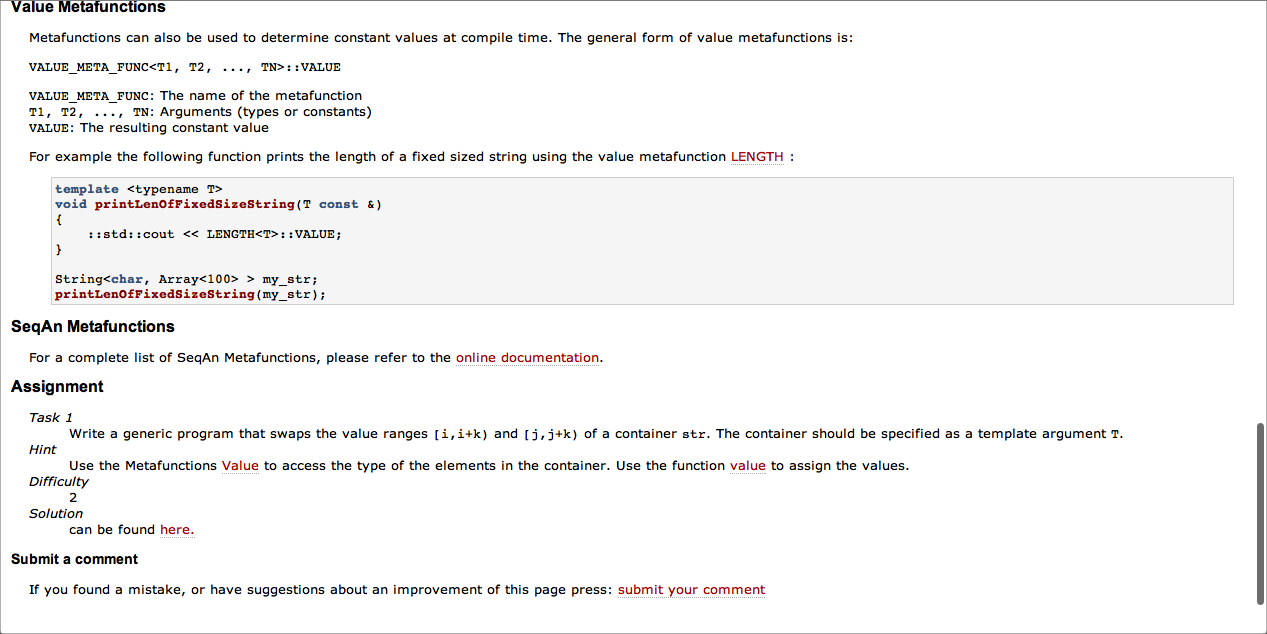 Value Metafunctions
Metafunctions can also be used to determine constant values at compile time. The general form of value metafunctions is:
VALUE_META_FUNC<T1, T2, ..., TN>::VALUE
VALUE_META_FUNC: The name of the metafunction
T1, T2, ..., TN: Arguments (types or constants)
VALUE: The resulting constant value
For example the following function prints the length of a fixed sized string using the value metafunction LENGTH :
template <typename T>
void printLenOfFixedSizeString(T const &)
{
    ::std::cout << LENGTH<T>::VALUE;
}
String<char, Array<100> > my_str;
printLenOfFixedSizeString(my_str);
SeqAn Metafunctions
For a complete list of SeqAn Metafunctions, please refer to the online documentation.
Assignment
Task 1
Write a generic program that swaps the value ranges [i,i+k) and [j,j+k) of a container str. The container should be specified as a template argument T.
Hint
Use the Metafunctions Value to access the type of the elements in the container. Use the function value to assign the values.
Difficulty
2
Solution
can be found here.
Submit a comment
If you found a mistake, or have suggestions about an improvement of this page press: submit your comment